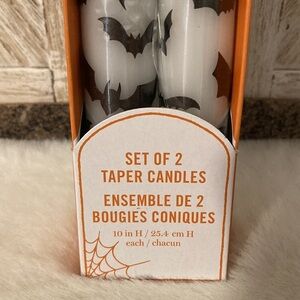 SET OF 2
TAPER CANDLES
ENSEMBLE DE 2
BOUGIES CONIQUES
10 in H / 25.4 cm H
each / chacun